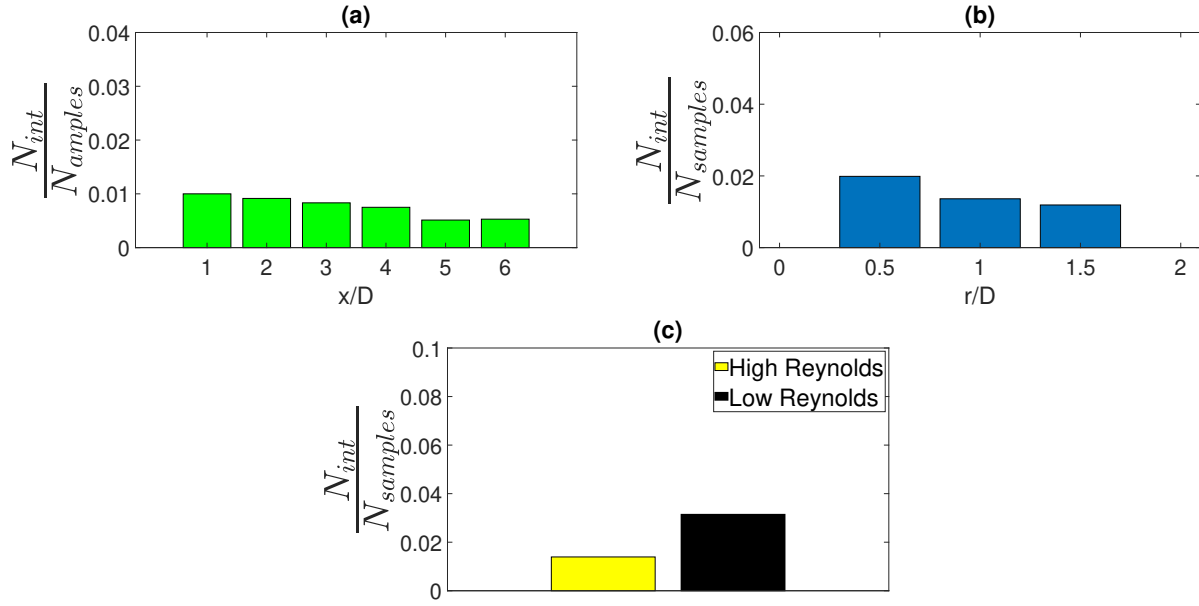 (a)
0.04
0.03
0.02
0.01
0
N_int
N_amples
1 2 3 4 5 6
x/D
(b)
0.06
0.04
0.02
0
N_int
N_samples
0 0.5 1 1.5 2
r/D
(c)
0.1
0.08
0.06
0.04
0.02
0
N_int
N_samples
High Reynolds
Low Reynolds